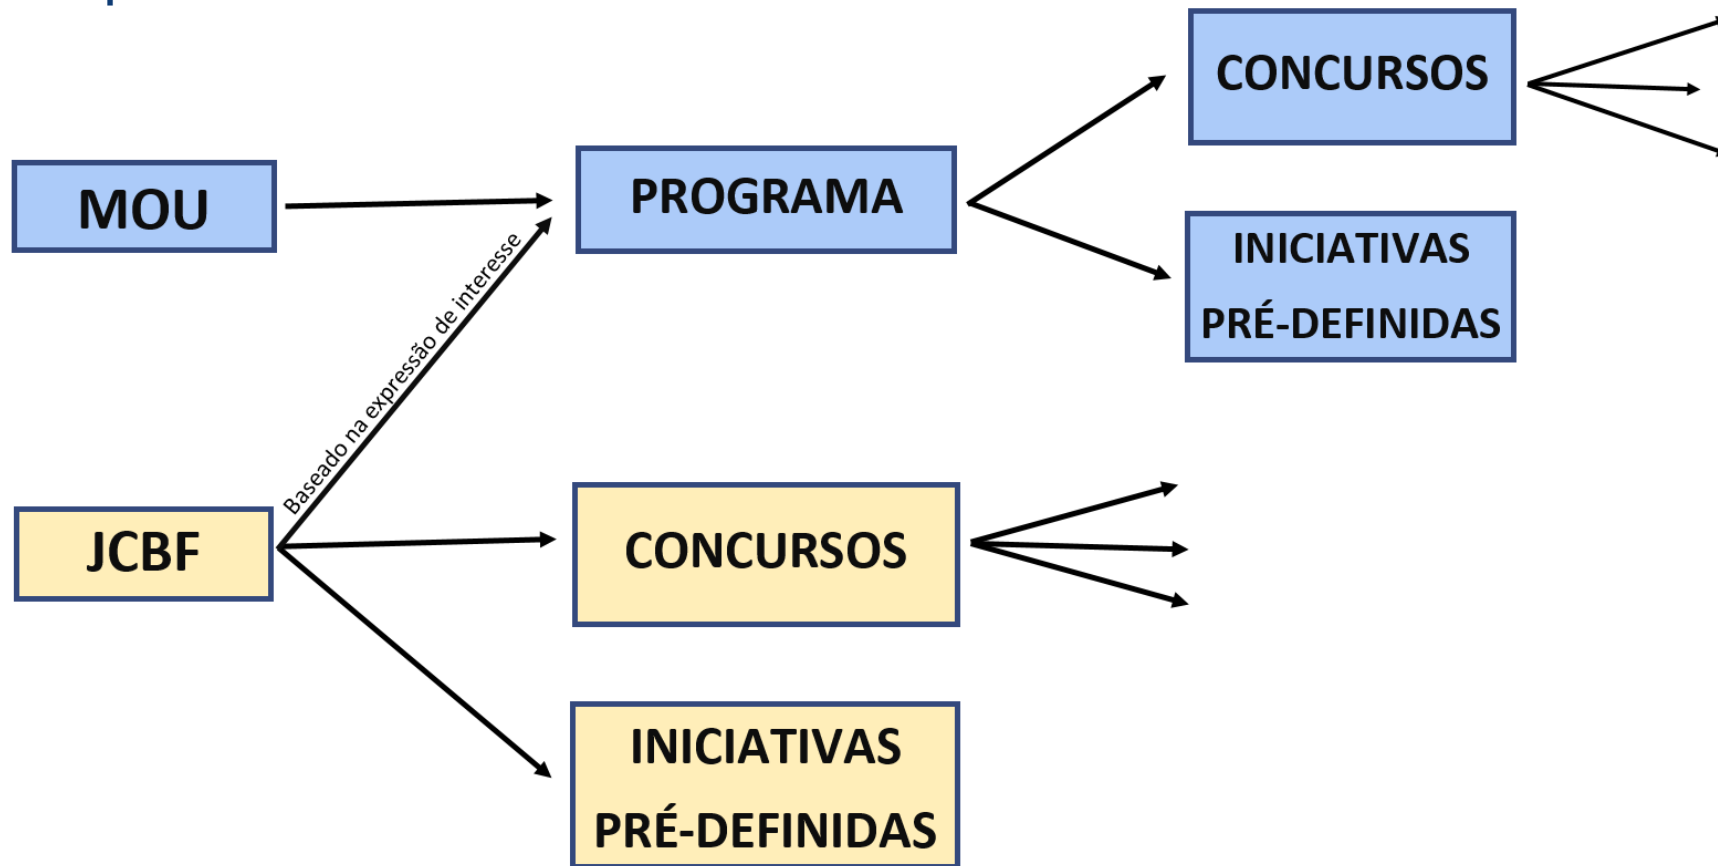 CONCURSOS
MOU
PROGRAMA
INICIATIVAS
PRÉ-DEFINIDAS
Baseado na expressão de interesse
JCBF
CONCURSOS
INICIATIVAS
PRÉ-DEFINIDAS